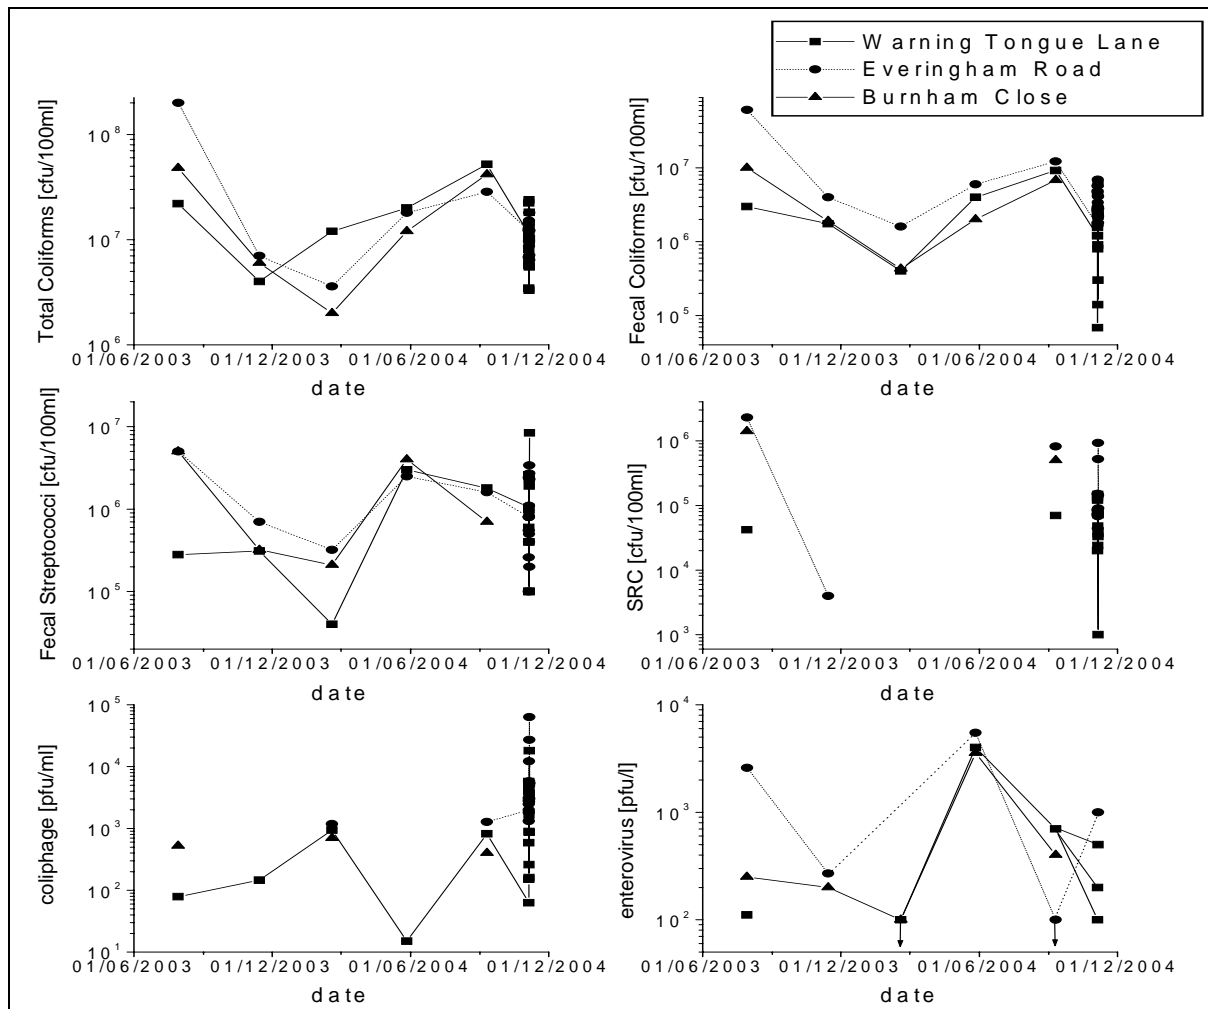 Warning Tongue Lane
Everingham Road
Burnham Close
Total Coliforms [cfu/100ml]
10^8
10^7
10^6
01/06/2003 01/12/2003 01/06/2004 01/12/2004
date
Fecal Coliforms [cfu/100ml]
10^7
10^6
10^5
01/06/2003 01/12/2003 01/06/2004 01/12/2004
date
Fecal Streptococci [cfu/100ml]
10^7
10^6
10^5
01/06/2003 01/12/2003 01/06/2004 01/12/2004
date
SRC [cfu/100ml]
10^6
10^5
10^4
10^3
01/06/2003 01/12/2003 01/06/2004 01/12/2004
date
coliphage [pfu/ml]
10^5
10^4
10^3
10^2
10^1
01/06/2003 01/12/2003 01/06/2004 01/12/2004
date
enterovirus [pfu/l]
10^4
10^3
10^2
01/06/2003 01/12/2003 01/06/2004 01/12/2004
date